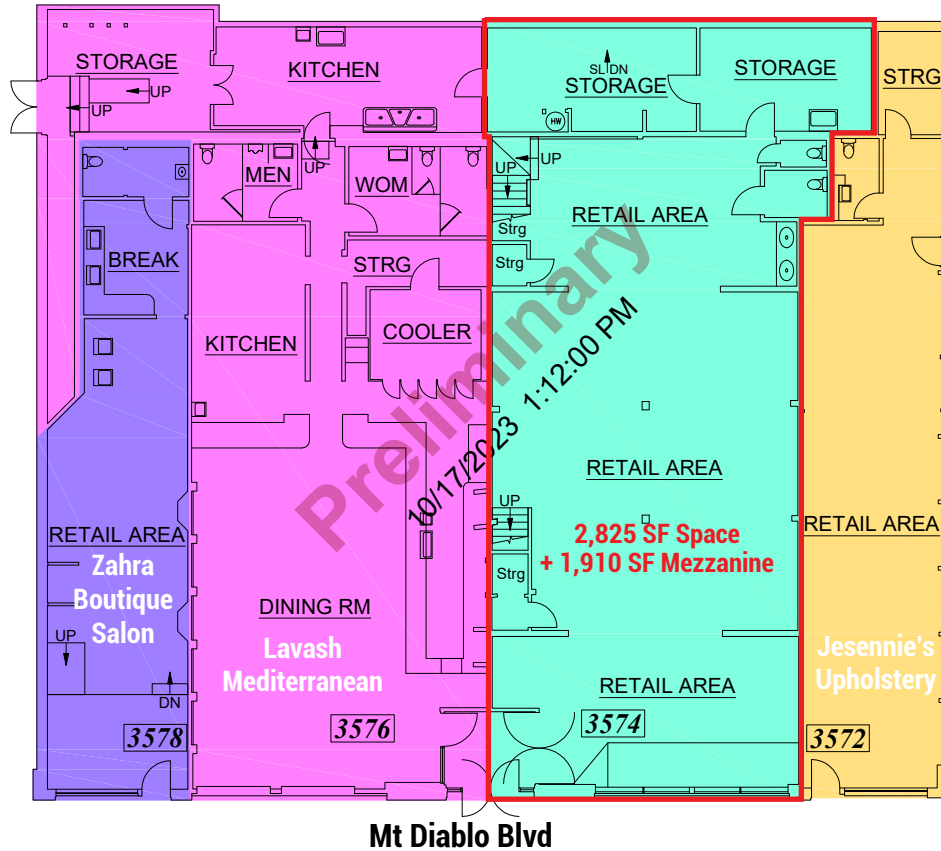 STORAGE
KITCHEN
SL DN
STORAGE
STORAGE
STRG
UP
UP
HW
MEN
UP
WOM
UP
UP
RETAIL AREA
Strg
Strg
BREAK
STRG
COOLER
KITCHEN
Preliminary
10/17/2023 1:12:00 PM
RETAIL AREA
UP
RETAIL AREA
Zahra
Boutique
Salon
UP
DN
3578
DINING RM
Lavash
Mediterranean
3576
2,825 SF Space
+ 1,910 SF Mezzanine
Strg
RETAIL AREA
3574
RETAIL AREA
Jesennie's
Upholstery
3572
Mt Diablo Blvd